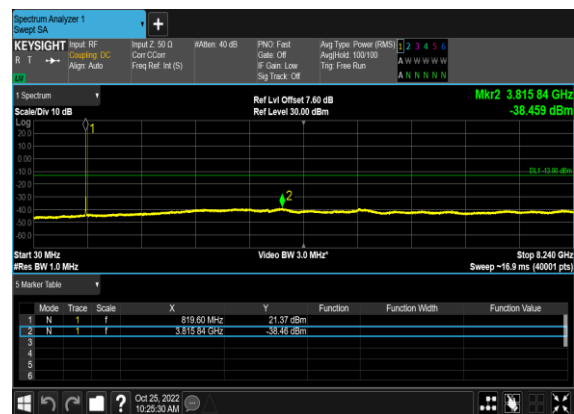 Spectrum Analyzer 1
Swept SA
+
KEYSIGHT Input: RF Input Z: 50 Ω #Atten: 40 dB PNO: Fast Avg Type: Power (RMS) 1 2 3 4 5 6
R T Coupling: DC Corr CCorr Gate: Off Avg|Hold: 100/100 A W W W W W
Align: Auto Freq Ref: Int (S) IF Gain: Low Trig: Free Run
LXI Sig Track: Off A N N N N N
1 Spectrum Ref Lvl Offset 7.60 dB Mkr2 3.815 84 GHz
Scale/Div 10 dB Ref Level 30.00 dBm -38.459 dBm
Log
1
20.0
10.0
0.00
-10.0 DL1 -13.00 dBm
-20.0
-30.0 2
-40.0
-50.0
-60.0
Start 30 MHz Video BW 3.0 MHz* Stop 8.240 GHz
#Res BW 1.0 MHz Sweep ~16.9 ms (40001 pts)
5 Marker Table
Mode Trace Scale X Y Function Function Width Function Value
1 N 1 f 819.60 MHz 21.37 dBm
2 N 1 f 3.815 84 GHz -38.46 dBm
3
4
5
6
? Oct 25, 2022
10:25:30 AM